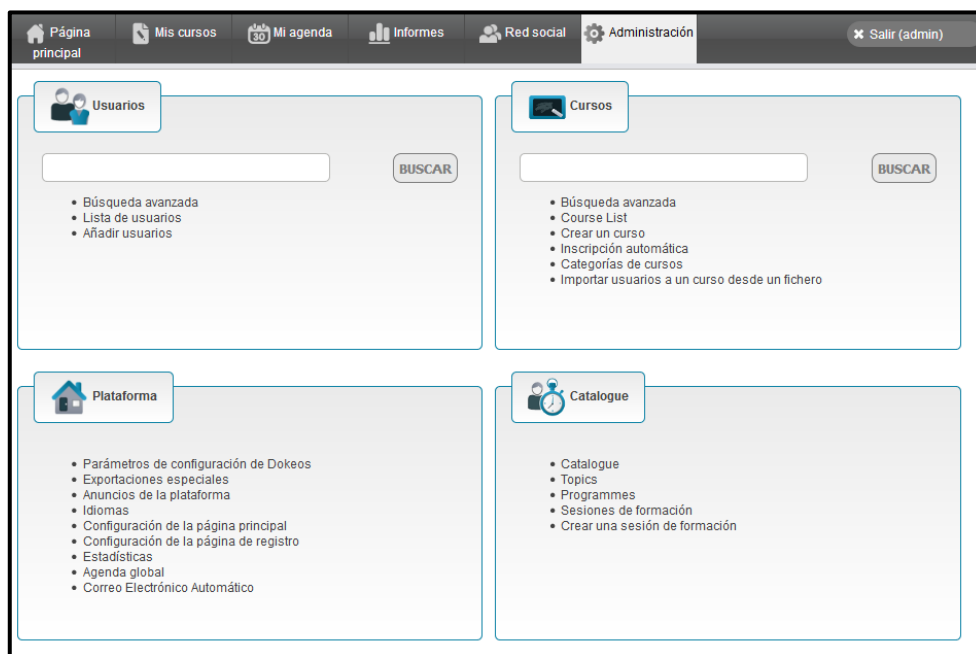 Página principal
Mis cursos
30
Mi agenda
Informes
Red social
Administración
Salir (admin)
Usuarios
BUSCAR
Búsqueda avanzada
Lista de usuarios
Añadir usuarios
Cursos
BUSCAR
Búsqueda avanzada
Course List
Crear un curso
Inscripción automática
Categorías de cursos
Importar usuarios a un curso desde un fichero
Plataforma
Parámetros de configuración de Dokeos
Exportaciones especiales
Anuncios de la plataforma
Idiomas
Configuración de la página principal
Configuración de la página de registro
Estadísticas
Agenda global
Correo Electrónico Automático
Catalogue
Catalogue
Topics
Programmes
Sesiones de formación
Crear una sesión de formación